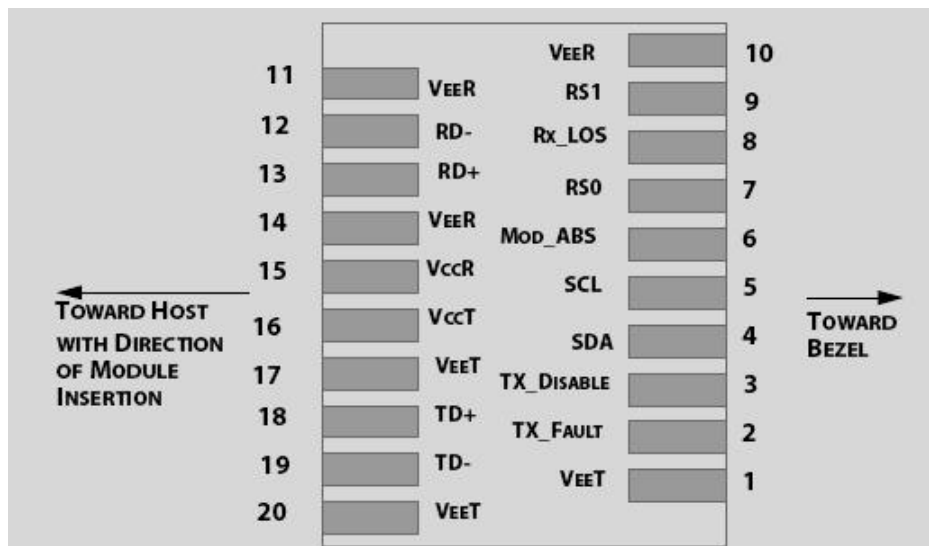 11 VEER
12 RD-
13 RD+
14 VEER
15 VCCR
16 VCCT
17 VEET
18 TD+
19 TD-
20 VEET
VEER 10
RS1 9
RX_LOS 8
RS0 7
MOD_ABS 6
SCL 5
SDA 4
TX_DISABLE 3
TX_FAULT 2
VEET 1
TOWARD HOST
WITH DIRECTION
OF MODULE
INSERTION
TOWARD
BEZEL